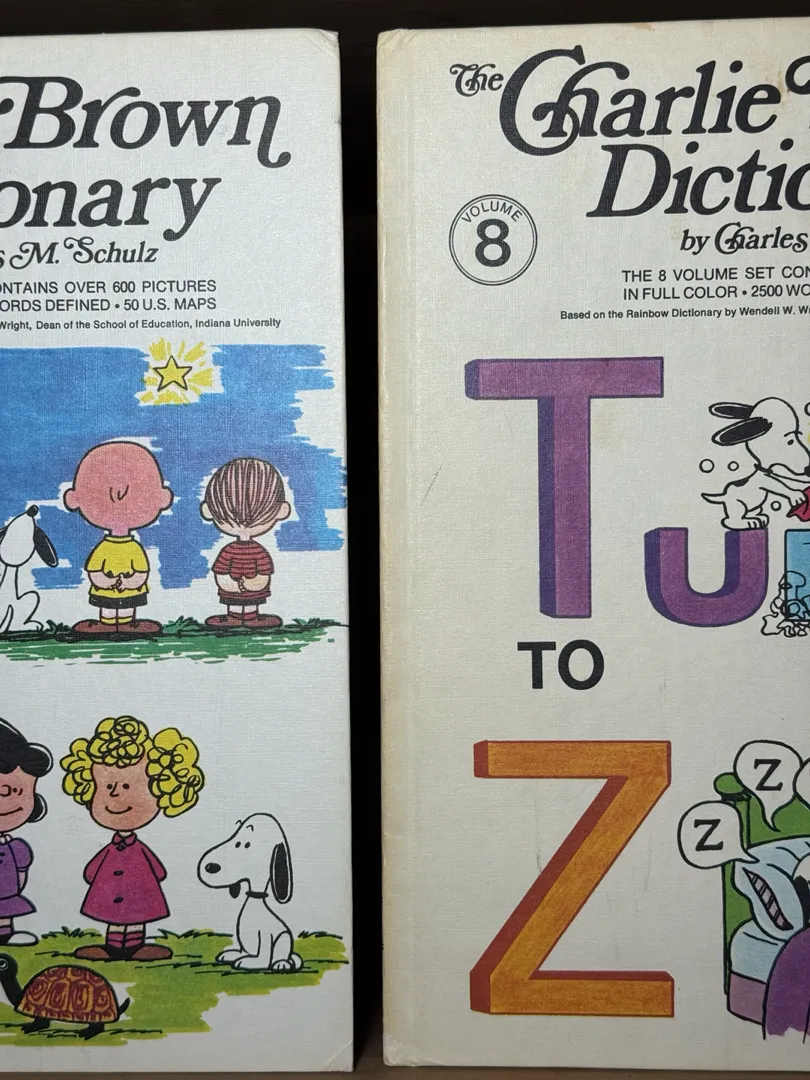 Brown
onary
s M. Schulz
ONTAINS OVER 600 PICTURES
ORDS DEFINED • 50 U.S. MAPS
Wright, Dean of the School of Education, Indiana University
The Charlie
Dictio
VOLUME
8
by Charles
THE 8 VOLUME SET CON
IN FULL COLOR • 2500 WO
Based on the Rainbow Dictionary by Wendell W. Wr
Tu
TO
Z
Z
Z